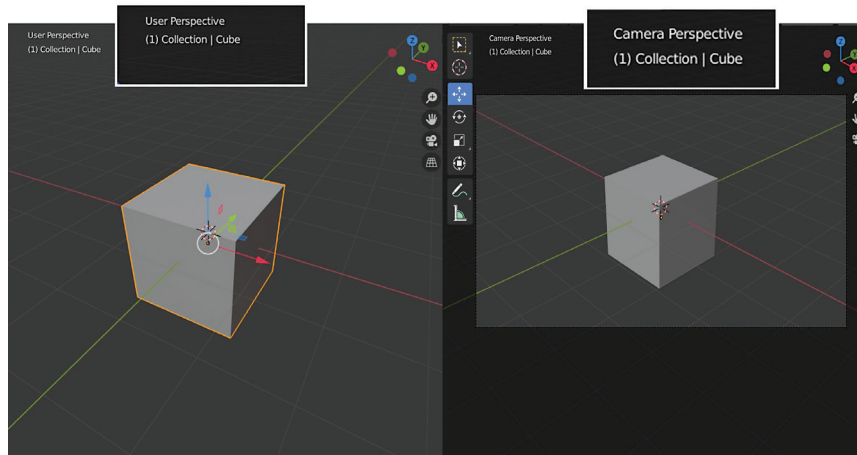 User Perspective
(1) Collection | Cube
User Perspective
(1) Collection | Cube
Z
Y
X
Camera Perspective
(1) Collection | Cube
Camera Perspective
(1) Collection | Cube
Z
Y
X